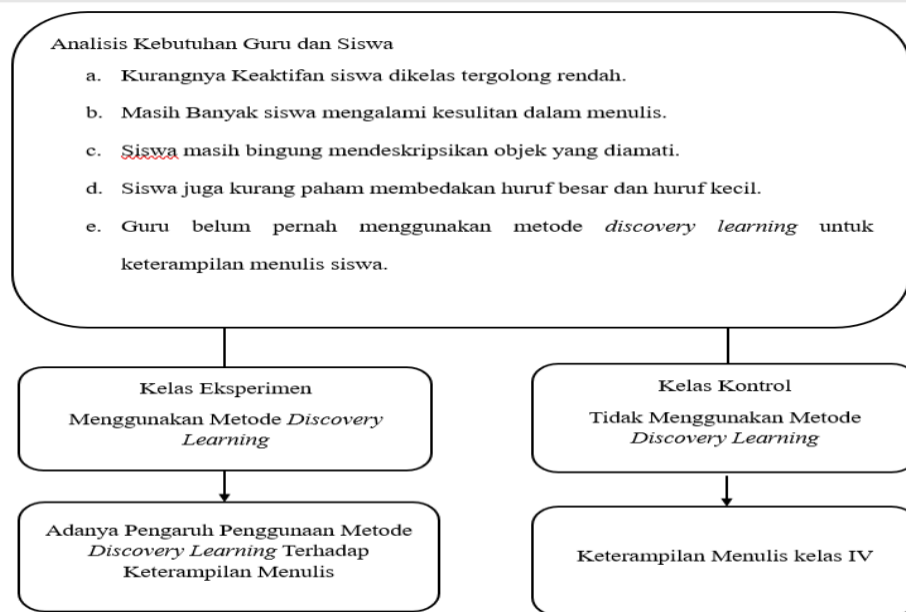 Analisis Kebutuhan Guru dan Siswa
a. Kurangnya Keaktifan siswa dikelas tergolong rendah.
b. Masih Banyak siswa mengalami kesulitan dalam menulis.
c. Siswa masih bingung mendeskripsikan objek yang diamati.
d. Siswa juga kurang paham membedakan huruf besar dan huruf kecil.
e. Guru belum pernah menggunakan metode discovery learning untuk
keterampilan menulis siswa.
Kelas Eksperimen
Menggunakan Metode Discovery
Learning
Kelas Kontrol
Tidak Menggunakan Metode
Discovery Learning
Adanya Pengaruh Penggunaan Metode
Discovery Learning Terhadap
Keterampilan Menulis
Keterampilan Menulis kelas IV